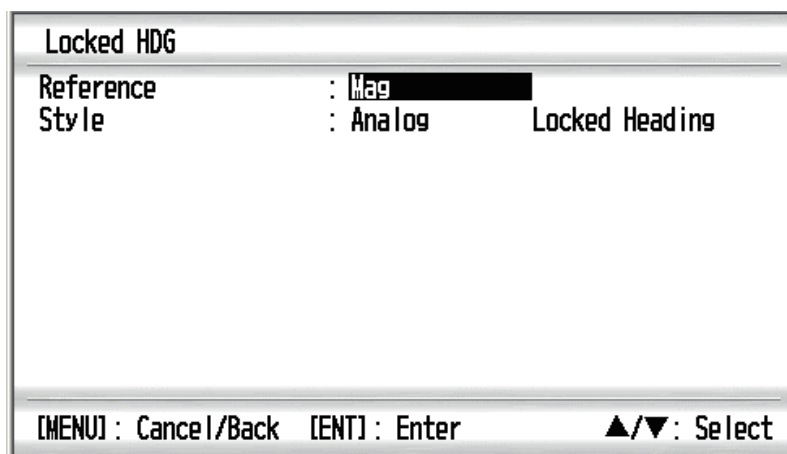 Locked HDG
Reference : Mag
Style : Analog Locked Heading
[MENU] : Cancel/Back [ENT] : Enter ▲/▼ : Select